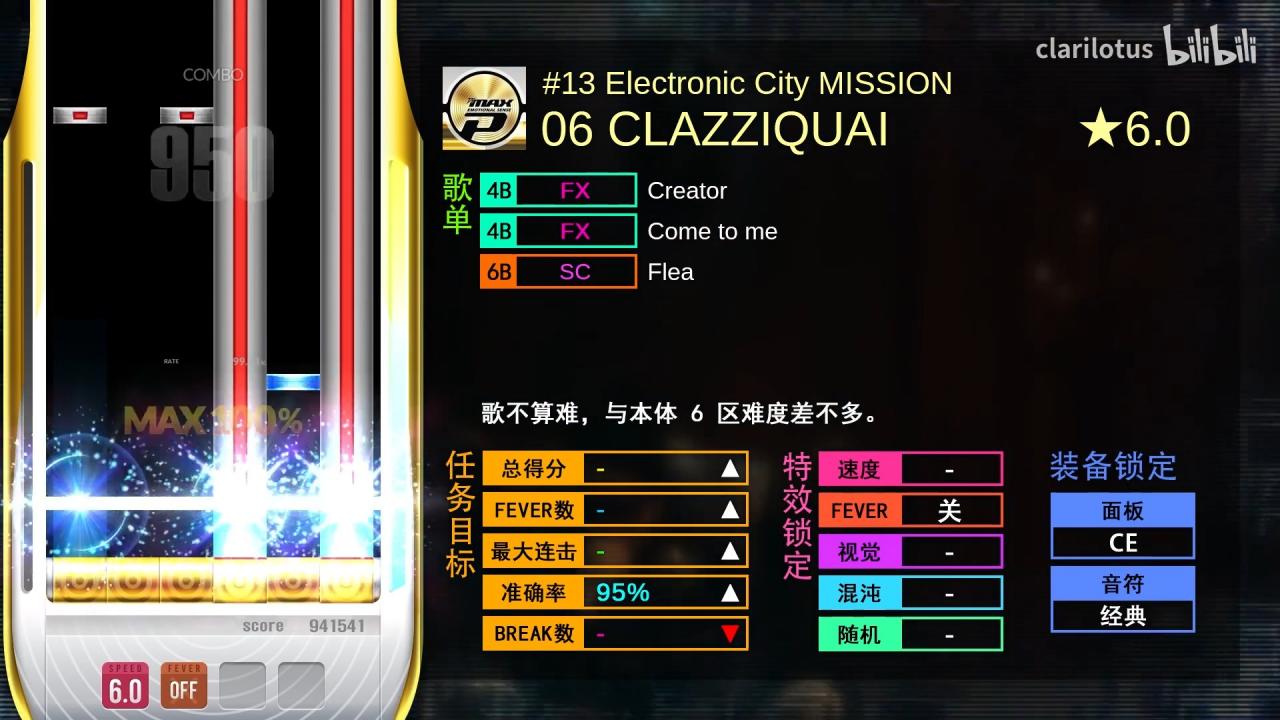 clarilotus bilibili
COMBO
950
RATE
MAX 100%
score 941541
SPEED
6.0
FEVER
OFF
#13 Electronic City MISSION
06 CLAZZIQUAI
★6.0
歌单
4B FX Creator
4B FX Come to me
6B SC Flea
歌不算难，与本体 6 区难度差不多。
任务目标
总得分 - ▲
FEVER数 - ▲
最大连击 - ▲
准确率 95% ▲
BREAK数 - ▼
特效锁定
速度 -
FEVER 关
视觉 -
混沌 -
随机 -
装备锁定
面板
CE
音符
经典